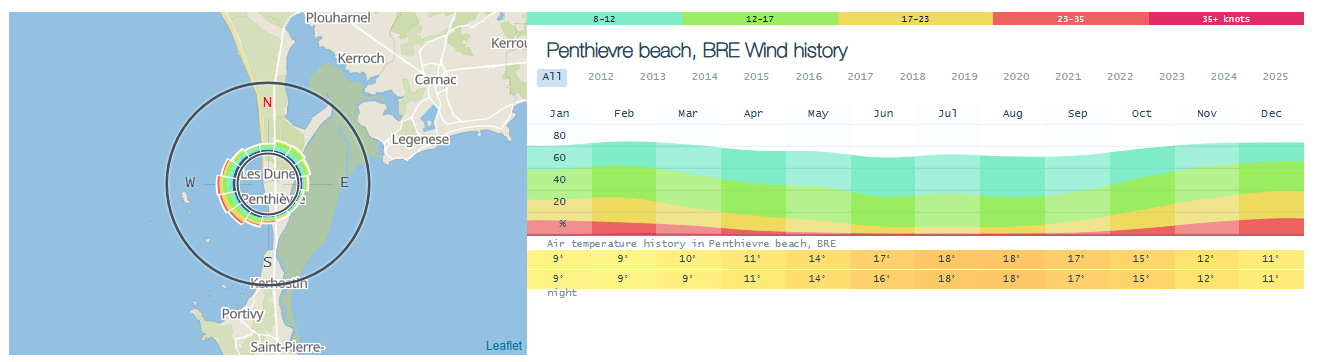 Plouharnel
Kerrou
Kerroch
Carnac
N
Legenese
Les Dune
W
E
Penthièvre
S
Kerhostin
Portivy
Saint-Pierre-
Leaflet
8-12 12-17 17-23 23-35 35+ knots
Penthievre beach, BRE Wind history
All 2012 2013 2014 2015 2016 2017 2018 2019 2020 2021 2022 2023 2024 2025
Jan Feb Mar Apr May Jun Jul Aug Sep Oct Nov Dec
80
60
40
20
%
Air temperature history in Penthievre beach, BRE
9° 9° 10° 11° 14° 17° 18° 18° 17° 15° 12° 11°
9° 9° 9° 11° 14° 16° 18° 18° 17° 15° 12° 11°
night